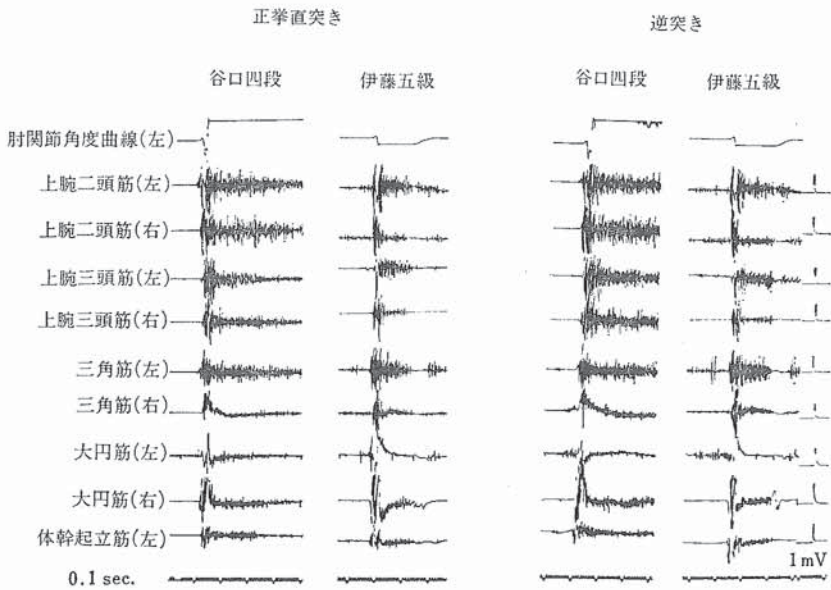 正拳直突き 逆突き
谷口四段 伊藤五級 谷口四段 伊藤五級
肘関節角度曲線(左)
上腕二頭筋(左)
上腕二頭筋(右)
上腕三頭筋(左)
上腕三頭筋(右)
三角筋(左)
三角筋(右)
大円筋(左)
大円筋(右)
体幹起立筋(左)
1mV
0.1 sec.